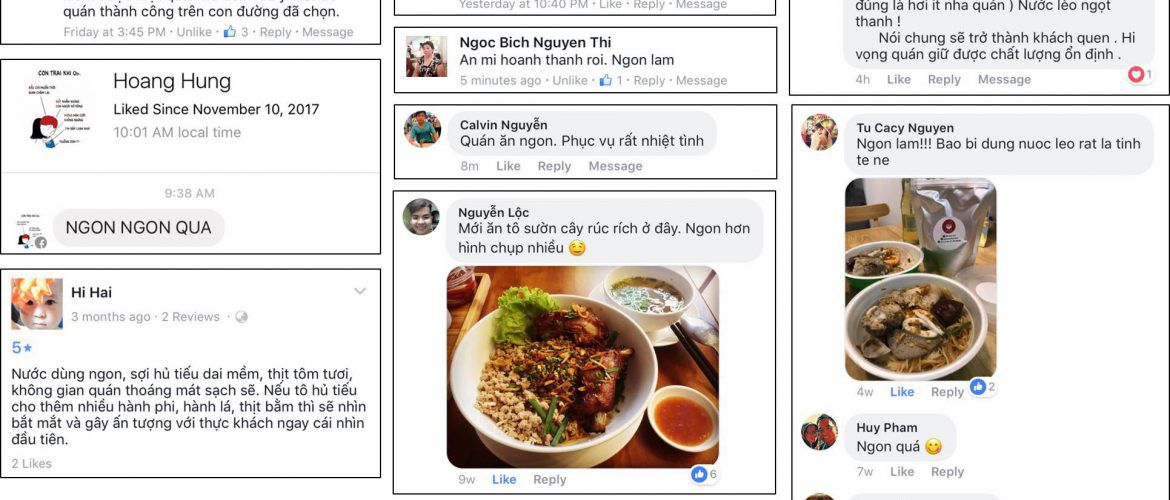 quán thành công trên con đường đã chọn.
Friday at 3:45 PM · Unlike · 3 · Reply · Message
CON TRAI KHI
Hoang Hung
Liked Since November 10, 2017
10:01 AM local time
9:38 AM
NGON NGON QUA
Hi Hai
3 months ago · 2 Reviews ·
5★
Nước dùng ngon, sợi hủ tiếu dai mềm, thịt tôm tươi,
không gian quán thoáng mát sạch sẽ. Nếu tô hủ tiếu
cho thêm nhiều hành phi, hành lá, thịt bằm thì sẽ nhìn
bắt mắt và gây ấn tượng với thực khách ngay cái nhìn
đầu tiên.
2 Likes
Yesterday at 10:40 PM · Like · Reply · Message
Ngoc Bich Nguyen Thi
An mi hoanh thanh roi. Ngon lam
5 minutes ago · Unlike · 1 · Reply · Message
Calvin Nguyễn
Quán ăn ngon. Phục vụ rất nhiệt tình
8m Like Reply Message
Nguyễn Lộc
Mới ăn tô sườn cây rúc rích ở đây. Ngon hơn
hình chụp nhiều 😋
6
9w Like Reply
đúng là hơi ít nha quán ) Nước lèo ngọt
thanh !
Nói chung sẽ trở thành khách quen . Hi
vọng quán giữ được chất lượng ổn định .
4h Like Reply Message 1
Tu Cacy Nguyen
Ngon lam!!! Bao bi dung nuoc leo rat la tinh
te ne
4w Like Reply 2
Huy Pham
Ngon quá 😋
7w Like Reply